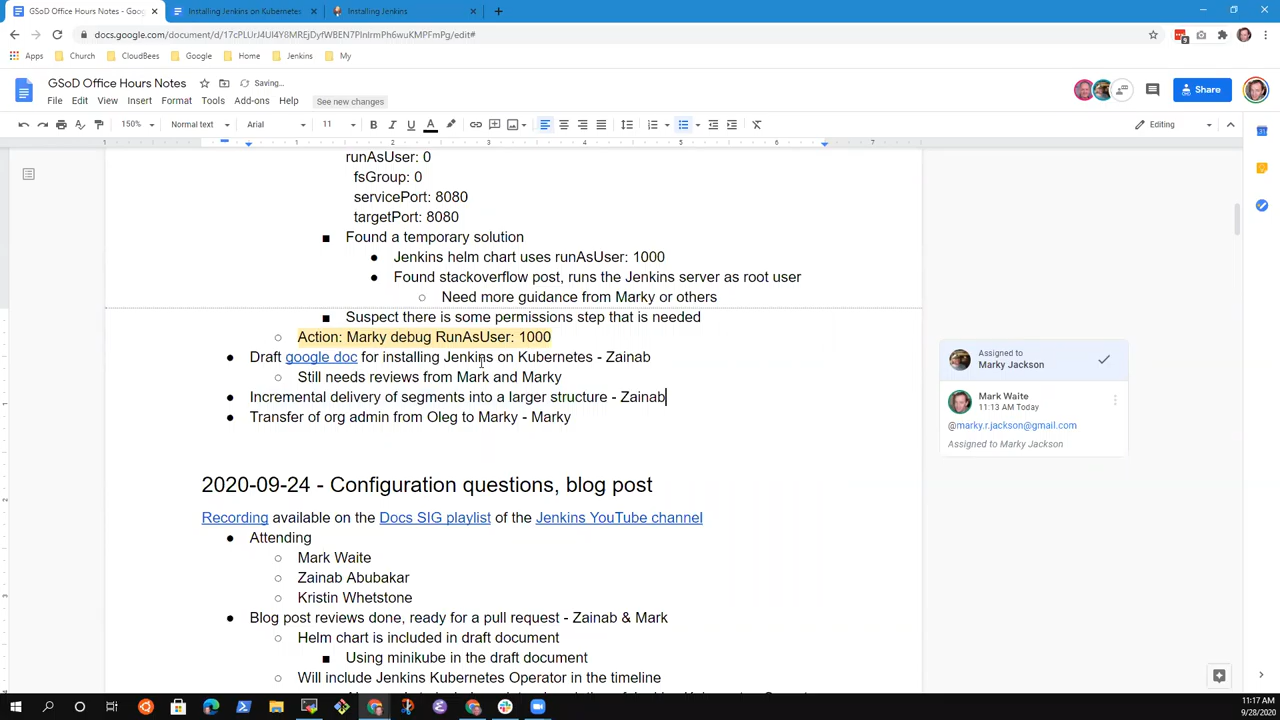 GSoD Office Hours Notes - Goog
Installing Jenkins on Kubernetes
Installing Jenkins
docs.google.com/document/d/17cPLUrJ4Ul4Y8MREjDyfWBEN7PInIrmPh6wuKMPFmPg/edit#
Apps
Church
CloudBees
Google
Home
Jenkins
My
GSoD Office Hours Notes
Saving...
File Edit View Insert Format Tools Add-ons Help
See new changes
Share
150%
Normal text
Arial
11
Editing
1 1 2 3 4 5 6 7
runAsUser: 0
fsGroup: 0
servicePort: 8080
targetPort: 8080
Found a temporary solution
Jenkins helm chart uses runAsUser: 1000
Found stackoverflow post, runs the Jenkins server as root user
Need more guidance from Marky or others
Suspect there is some permissions step that is needed
Action: Marky debug RunAsUser: 1000
Draft google doc for installing Jenkins on Kubernetes - Zainab
Still needs reviews from Mark and Marky
Incremental delivery of segments into a larger structure - Zainab
Transfer of org admin from Oleg to Marky - Marky
Assigned to
Marky Jackson
Mark Waite
11:13 AM Today
@marky.r.jackson@gmail.com
Assigned to Marky Jackson
2020-09-24 - Configuration questions, blog post
Recording available on the Docs SIG playlist of the Jenkins YouTube channel
Attending
Mark Waite
Zainab Abubakar
Kristin Whetstone
Blog post reviews done, ready for a pull request - Zainab & Mark
Helm chart is included in draft document
Using minikube in the draft document
Will include Jenkins Kubernetes Operator in the timeline
11:17 AM
9/28/2020